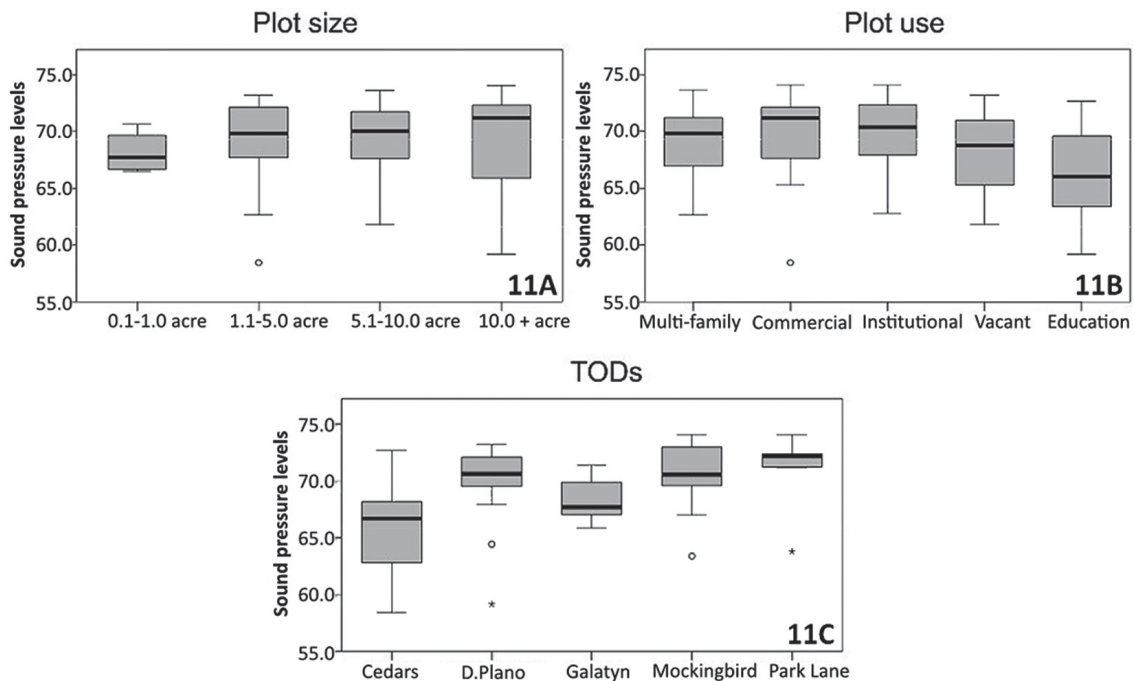 Plot size
Sound pressure levels
75.0
70.0
65.0
60.0
55.0
11A
0.1-1.0 acre 1.1-5.0 acre 5.1-10.0 acre 10.0 + acre
Plot use
Sound pressure levels
75.0
70.0
65.0
60.0
55.0
11B
Multi-family Commercial Institutional Vacant Education
TODs
Sound pressure levels
75.0
70.0
65.0
60.0
55.0
11C
Cedars D.Plano Galatyn Mockingbird Park Lane